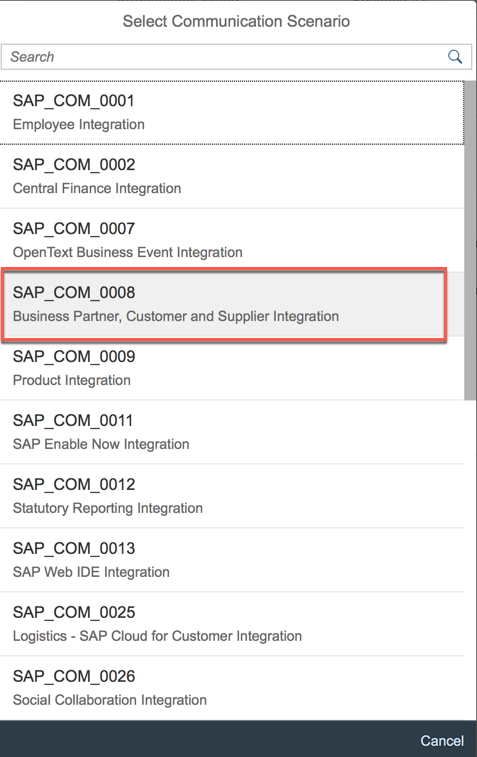 Select Communication Scenario
Search
SAP_COM_0001
Employee Integration
SAP_COM_0002
Central Finance Integration
SAP_COM_0007
OpenText Business Event Integration
SAP_COM_0008
Business Partner, Customer and Supplier Integration
SAP_COM_0009
Product Integration
SAP_COM_0011
SAP Enable Now Integration
SAP_COM_0012
Statutory Reporting Integration
SAP_COM_0013
SAP Web IDE Integration
SAP_COM_0025
Logistics - SAP Cloud for Customer Integration
SAP_COM_0026
Social Collaboration Integration
Cancel